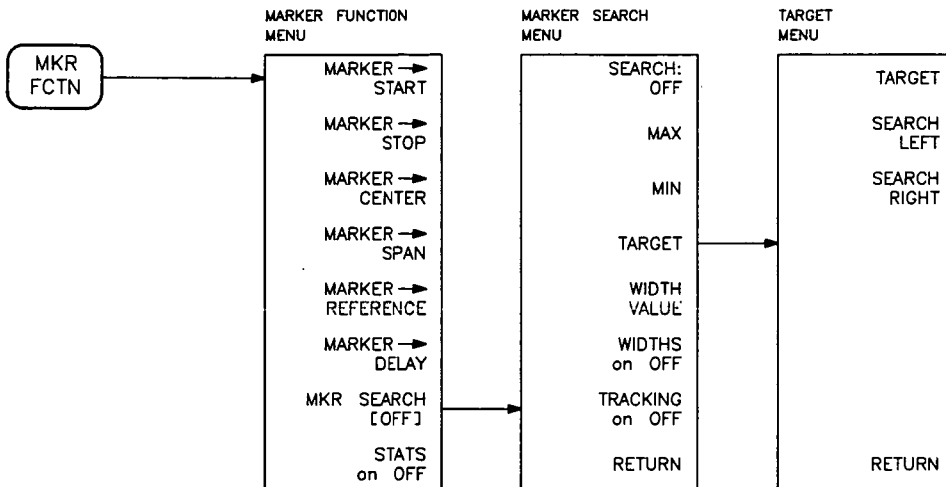 MARKER FUNCTION
MENU
MARKER SEARCH
MENU
TARGET
MENU
MKR
FCTN
MARKER →
START
MARKER →
STOP
MARKER →
CENTER
MARKER →
SPAN
MARKER →
REFERENCE
MARKER →
DELAY
MKR SEARCH
[OFF]
STATS
on OFF
SEARCH:
OFF
MAX
MIN
TARGET
WIDTH
VALUE
WIDTHS
on OFF
TRACKING
on OFF
RETURN
TARGET
SEARCH
LEFT
SEARCH
RIGHT
RETURN